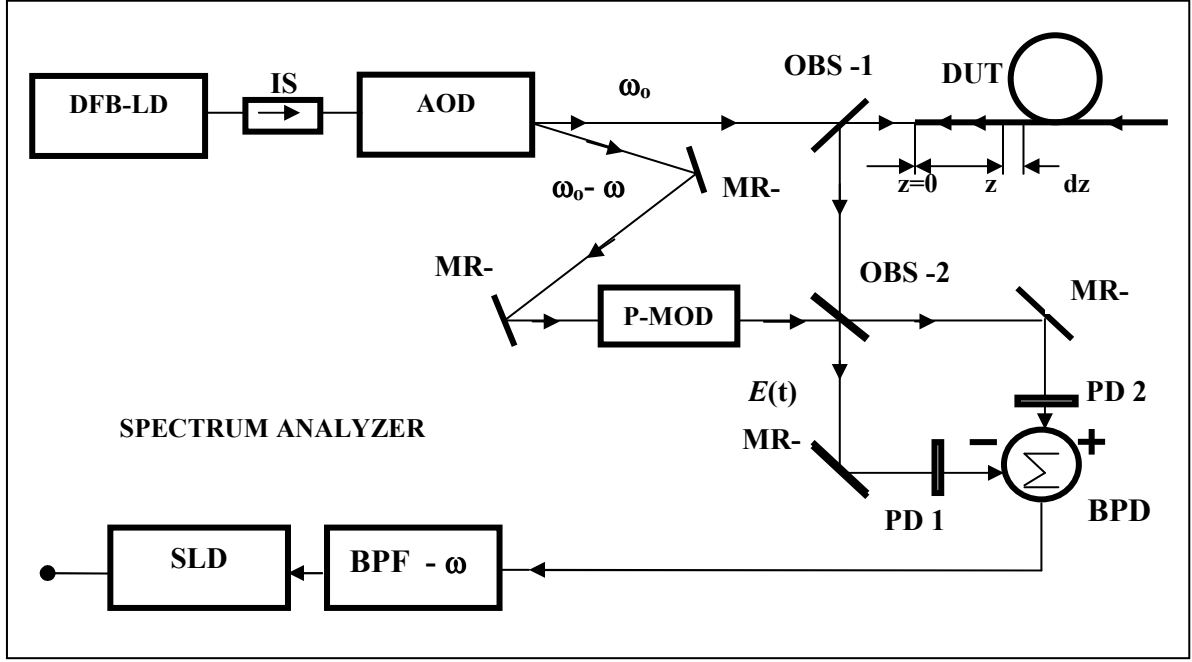 OBS -1
DUT
IS
DFB-LD
AOD
ωₒ
z=0
z
dz
ωₒ- ω
MR-
MR-
OBS -2
MR-
P-MOD
E(t)
PD 2
SPECTRUM ANALYZER
MR-
− +
Σ
PD 1
BPD
SLD
BPF - ω